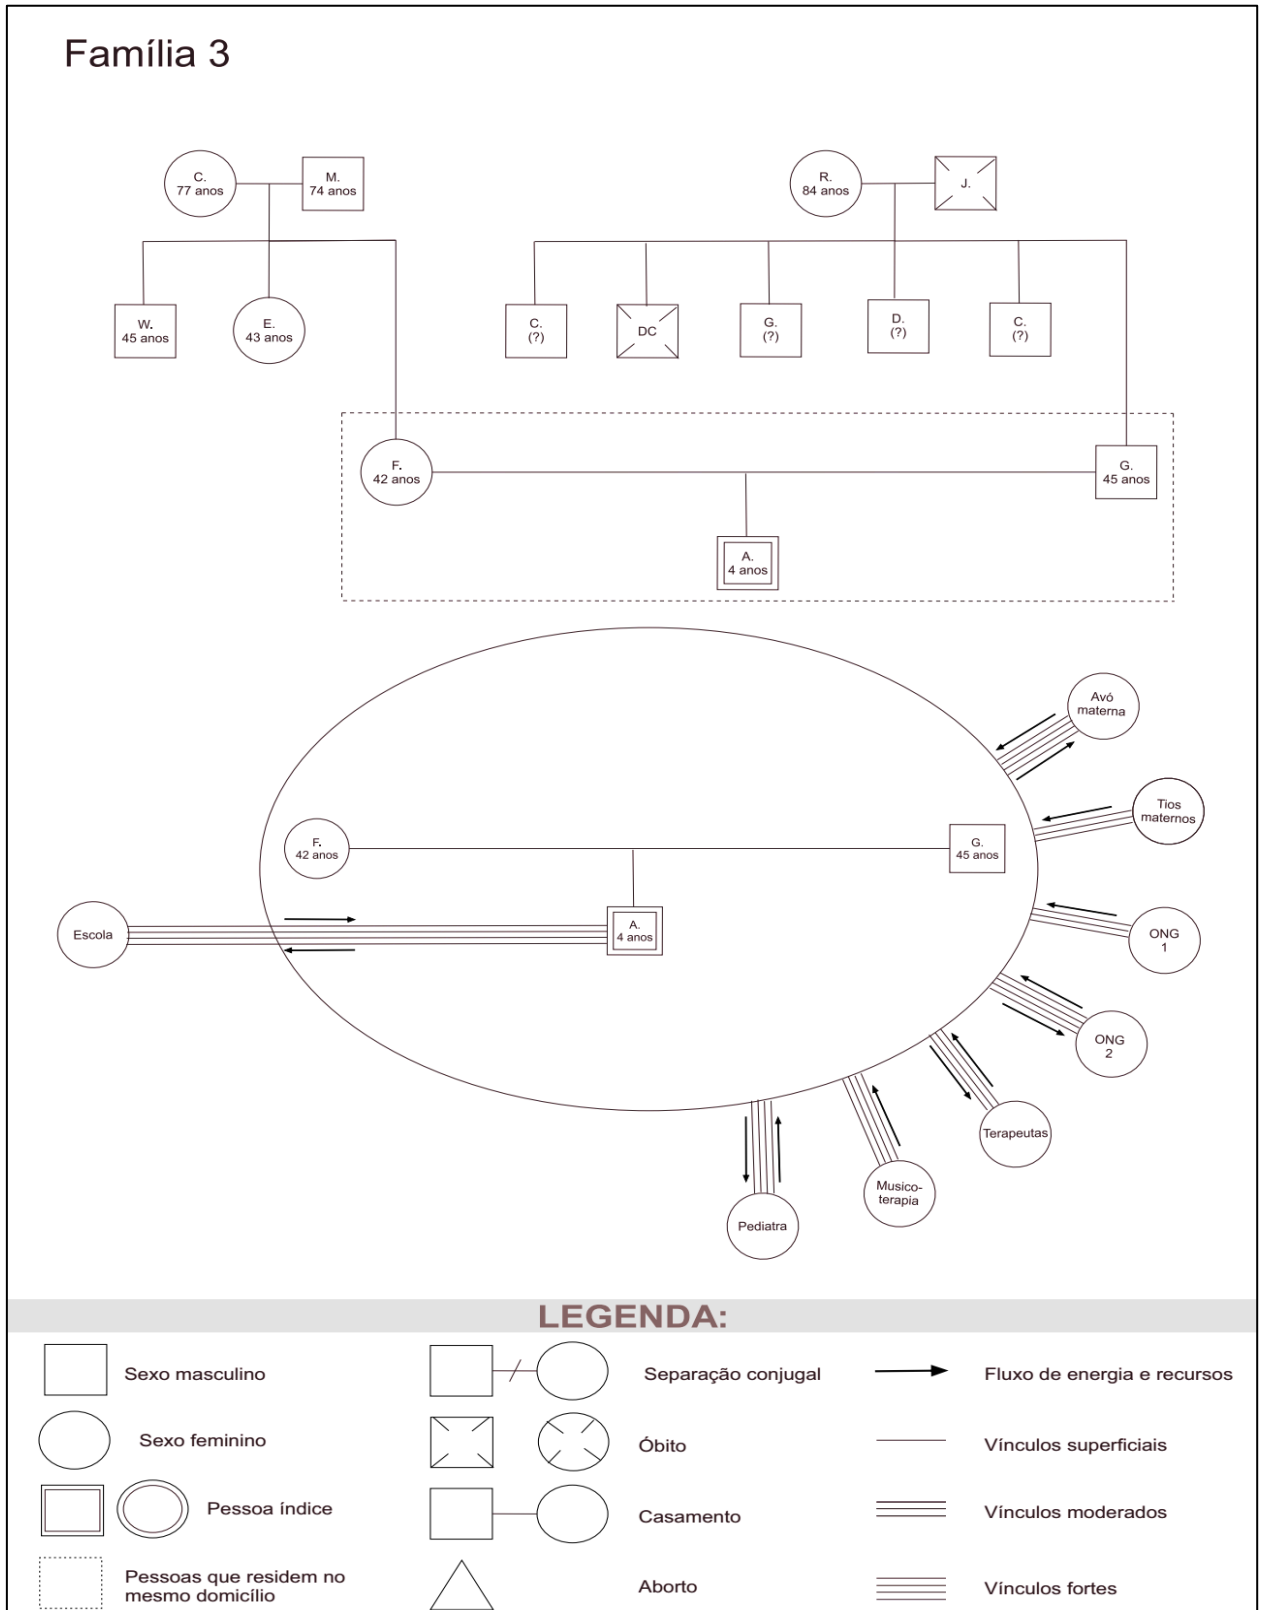 Família 3
C.
77 anos
M.
74 anos
R.
84 anos
J.
W.
45 anos
E.
43 anos
C.
(?)
DC
G.
(?)
D.
(?)
C.
(?)
F.
42 anos
G.
45 anos
A.
4 anos
Avó
materna
Tios
maternos
F.
42 anos
G.
45 anos
Escola
A.
4 anos
ONG
1
ONG
2
Terapeutas
Musico-
terapia
Pediatra
LEGENDA:
Sexo masculino
Separação conjugal
Fluxo de energia e recursos
Sexo feminino
Óbito
Vínculos superficiais
Pessoa índice
Casamento
Vínculos moderados
Pessoas que residem no
mesmo domicílio
Aborto
Vínculos fortes